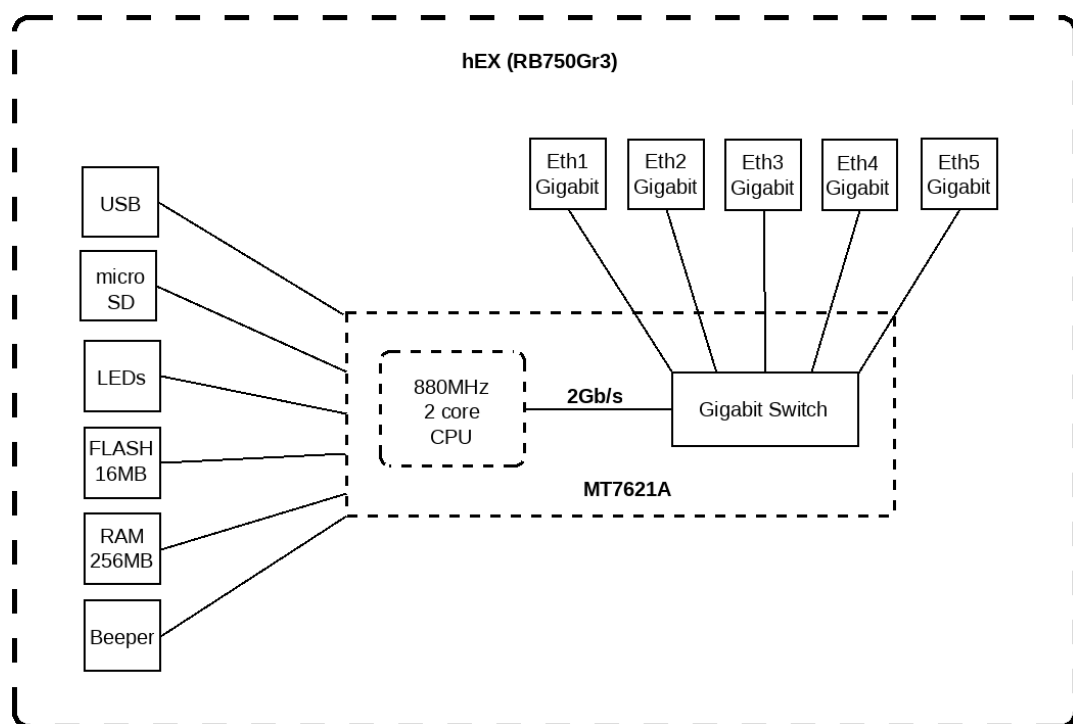 hEX (RB750Gr3)
Eth1
Gigabit
Eth2
Gigabit
Eth3
Gigabit
Eth4
Gigabit
Eth5
Gigabit
USB
micro
SD
LEDs
FLASH
16MB
RAM
256MB
Beeper
880MHz
2 core
CPU
2Gb/s
Gigabit Switch
MT7621A